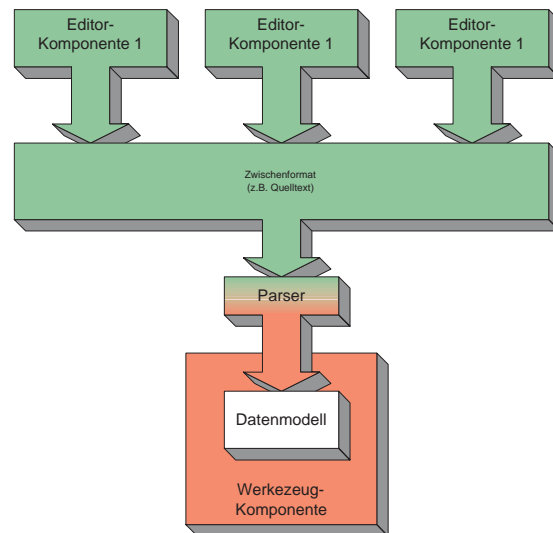 Editor-
Komponente 1
Editor-
Komponente 1
Editor-
Komponente 1
Zwischenformat
(z.B. Quelltext)
Parser
Datenmodell
Werkezeug-
Komponente